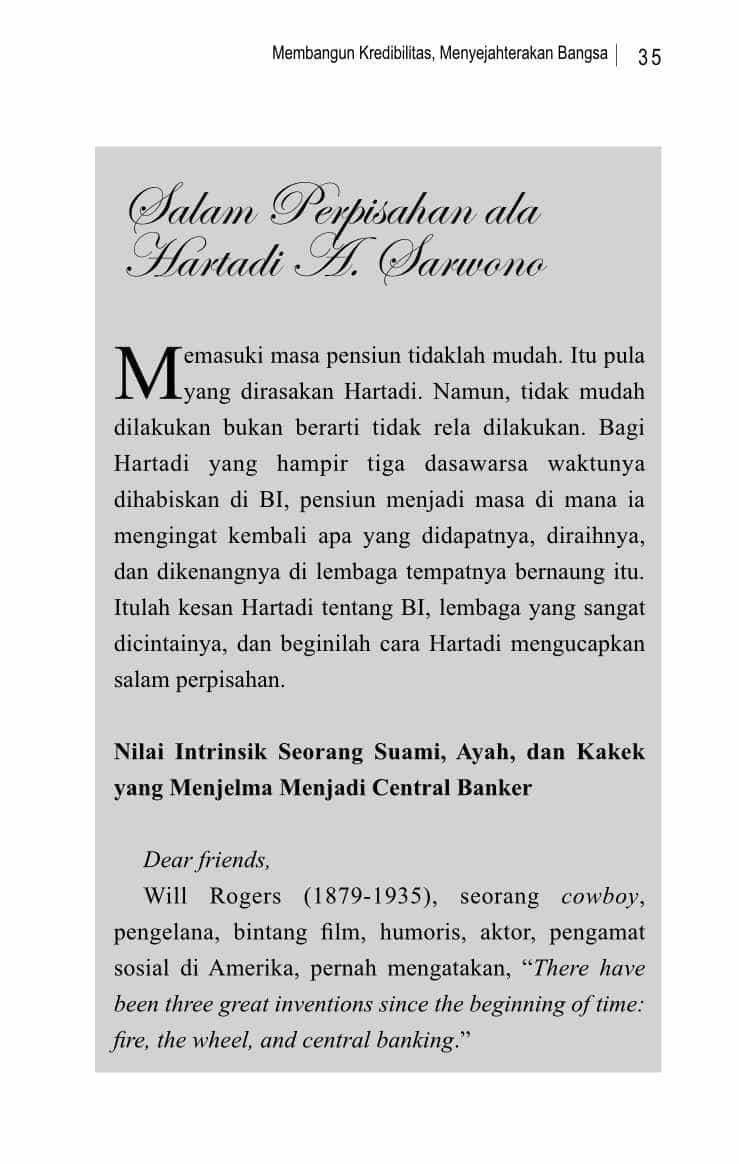 Membangun Kredibilitas, Menyejahterakan Bangsa | 35
Salam Perpisahan ala
Hartadi A. Sarwono
Memasuki masa pensiun tidaklah mudah. Itu pula
yang dirasakan Hartadi. Namun, tidak mudah
dilakukan bukan berarti tidak rela dilakukan. Bagi
Hartadi yang hampir tiga dasawarsa waktunya
dihabiskan di BI, pensiun menjadi masa di mana ia
mengingat kembali apa yang didapatnya, diraihnya,
dan dikenangnya di lembaga tempatnya bernaung itu.
Itulah kesan Hartadi tentang BI, lembaga yang sangat
dicintainya, dan beginilah cara Hartadi mengucapkan
salam perpisahan.
Nilai Intrinsik Seorang Suami, Ayah, dan Kakek
yang Menjelma Menjadi Central Banker
Dear friends,
Will Rogers (1879-1935), seorang cowboy,
pengelana, bintang film, humoris, aktor, pengamat
sosial di Amerika, pernah mengatakan, “There have
been three great inventions since the beginning of time:
fire, the wheel, and central banking.”